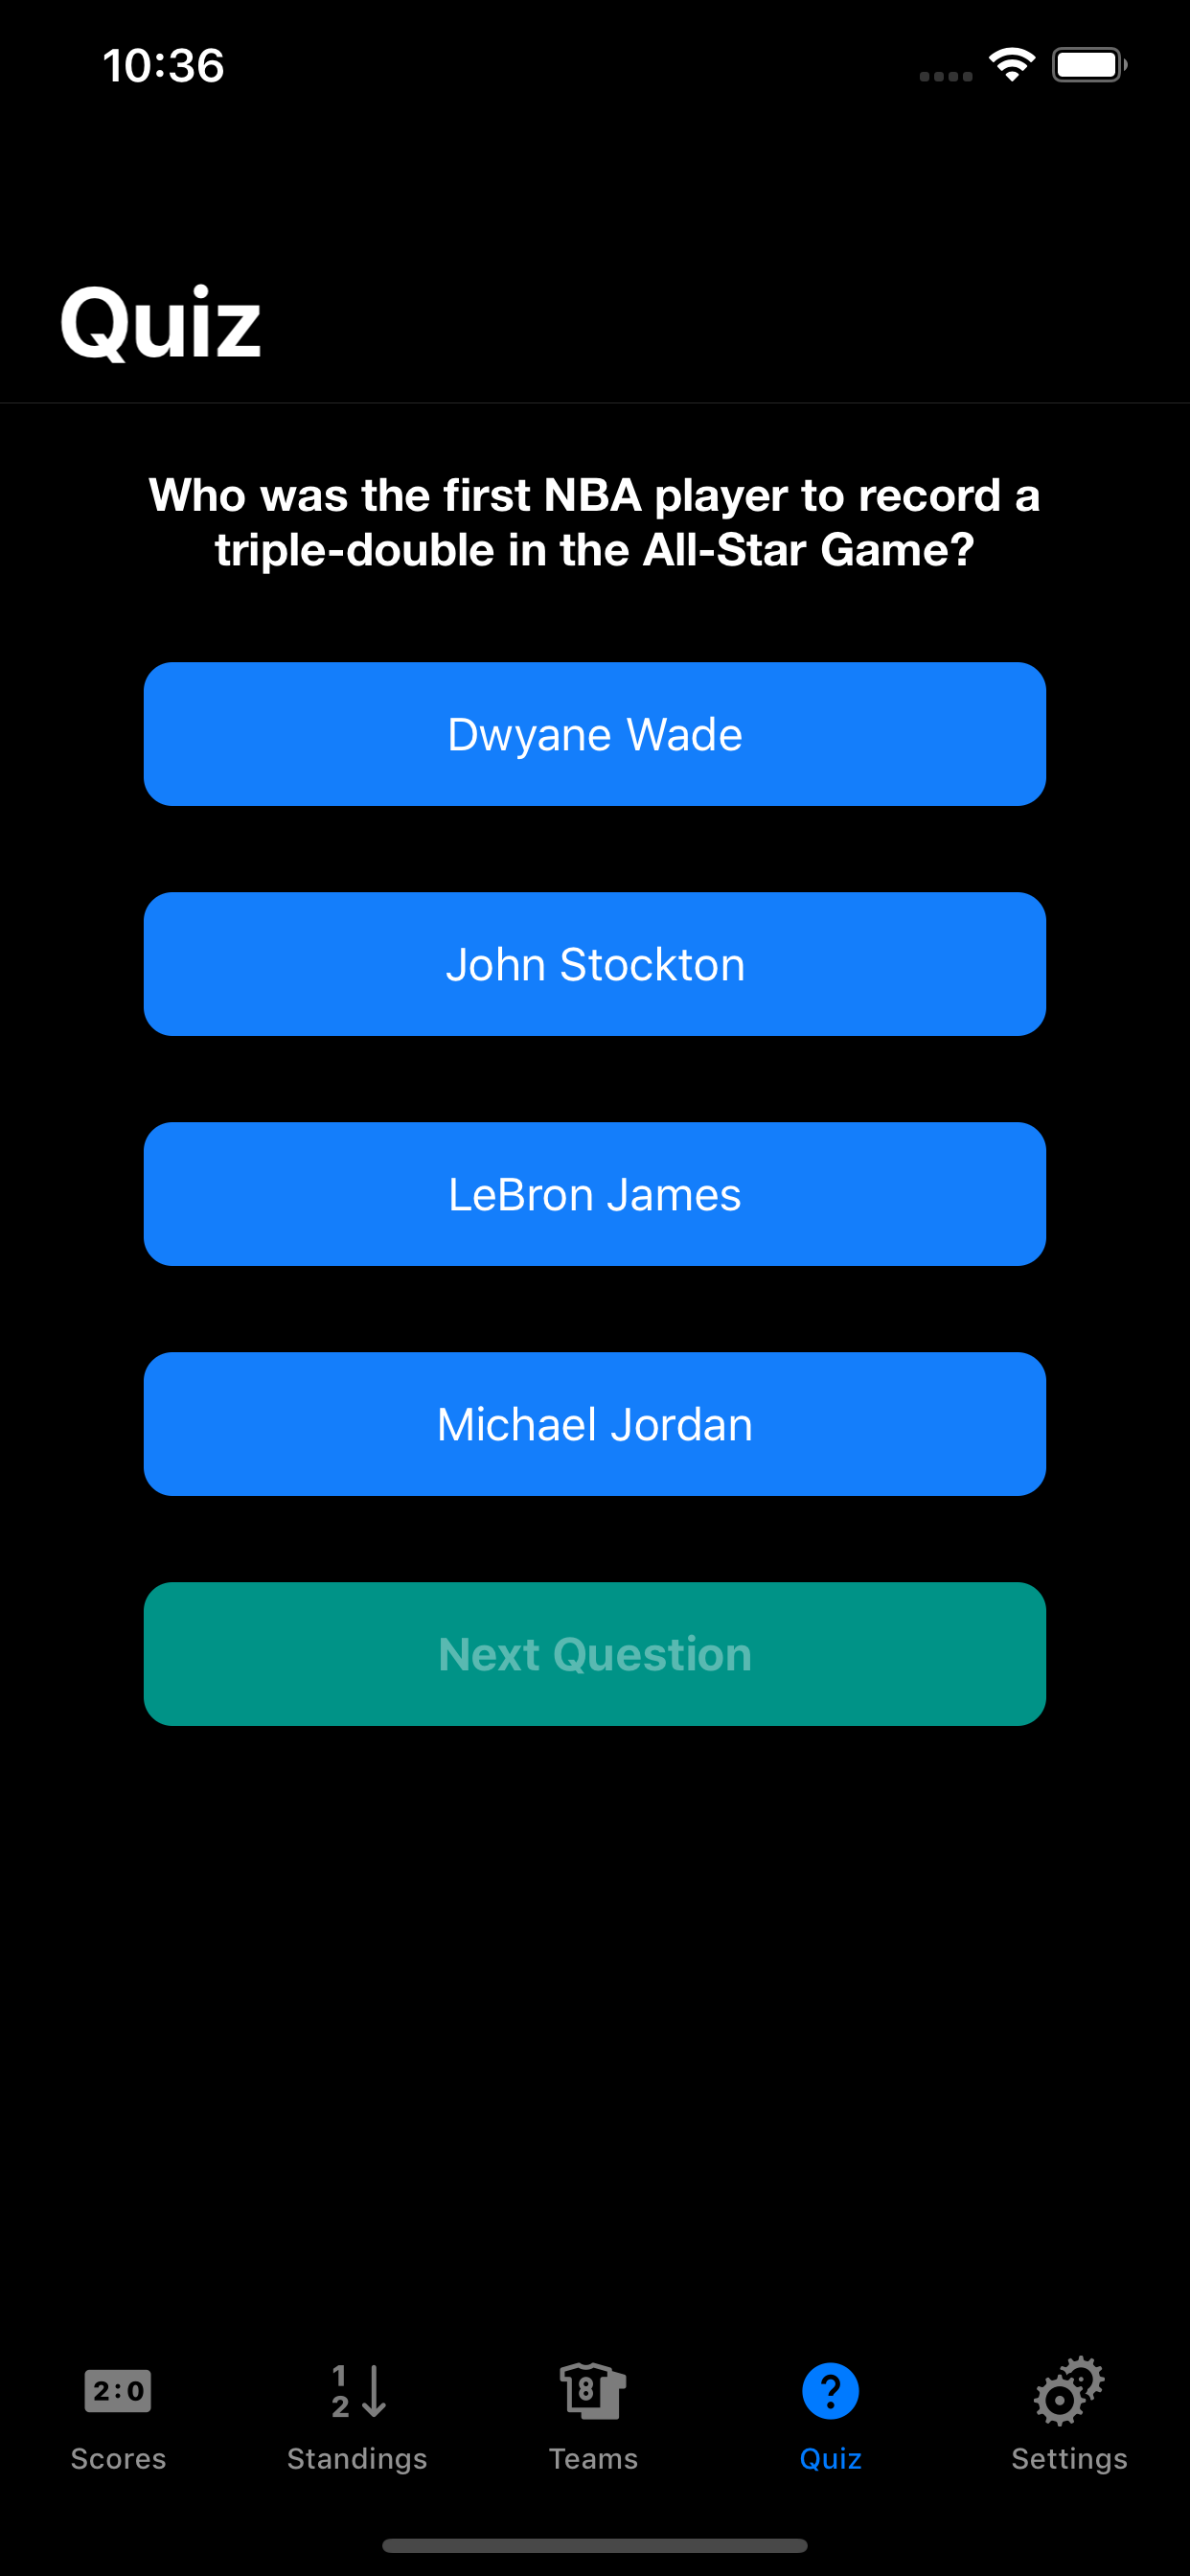 10:36
Quiz
Who was the first NBA player to record a
triple-double in the All-Star Game?
Dwyane Wade
John Stockton
LeBron James
Michael Jordan
Next Question
2:0
1
2
8
?
Scores
Standings
Teams
Quiz
Settings